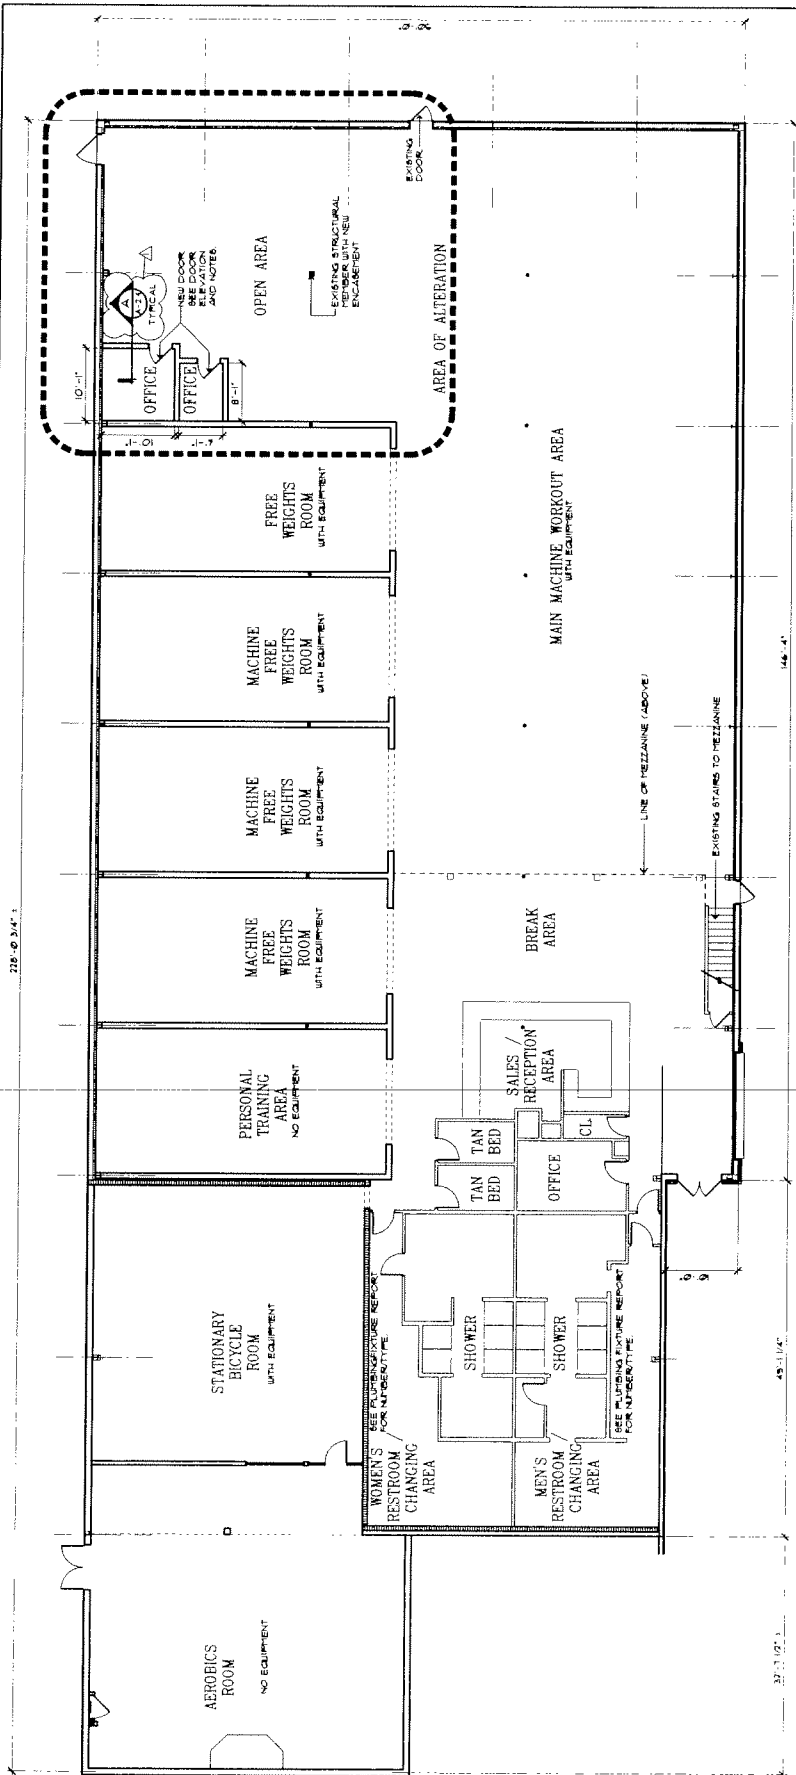 EXISTING
DOOR
NEW DOOR
SEE DOOR
ELEVATION
AND NOTES.
A
A-2.1
TYPICAL
OPEN AREA
EXISTING STRUCTURAL
MEMBER WITH NEW
ENCASEMENT
AREA OF ALTERATION
10'-1"
OFFICE
OFFICE
8'-1"
10'-1"
FREE
WEIGHTS
ROOM
WITH EQUIPMENT
MACHINE
FREE
WEIGHTS
ROOM
WITH EQUIPMENT
MACHINE
FREE
WEIGHTS
ROOM
WITH EQUIPMENT
MACHINE
FREE
WEIGHTS
ROOM
WITH EQUIPMENT
PERSONAL
TRAINING
AREA
NO EQUIPMENT
MAIN MACHINE WORKOUT AREA
WITH EQUIPMENT
146'-4"
LINE OF MEZZANINE (ABOVE)
EXISTING STAIRS TO MEZZANINE
BREAK
AREA
SALES /
RECEPTION
AREA
CL
TAN
BED
TAN
BED
OFFICE
STATIONARY
BICYCLE
ROOM
WITH EQUIPMENT
SEE PLUMBING FIXTURE REPORT
FOR NUMBER/TYPE.
SHOWER
SHOWER
SEE PLUMBING FIXTURE REPORT
FOR NUMBER/TYPE.
WOMEN'S /
RESTROOM
CHANGING
AREA
MEN'S /
RESTROOM
CHANGING
AREA
AEROBICS
ROOM
NO EQUIPMENT